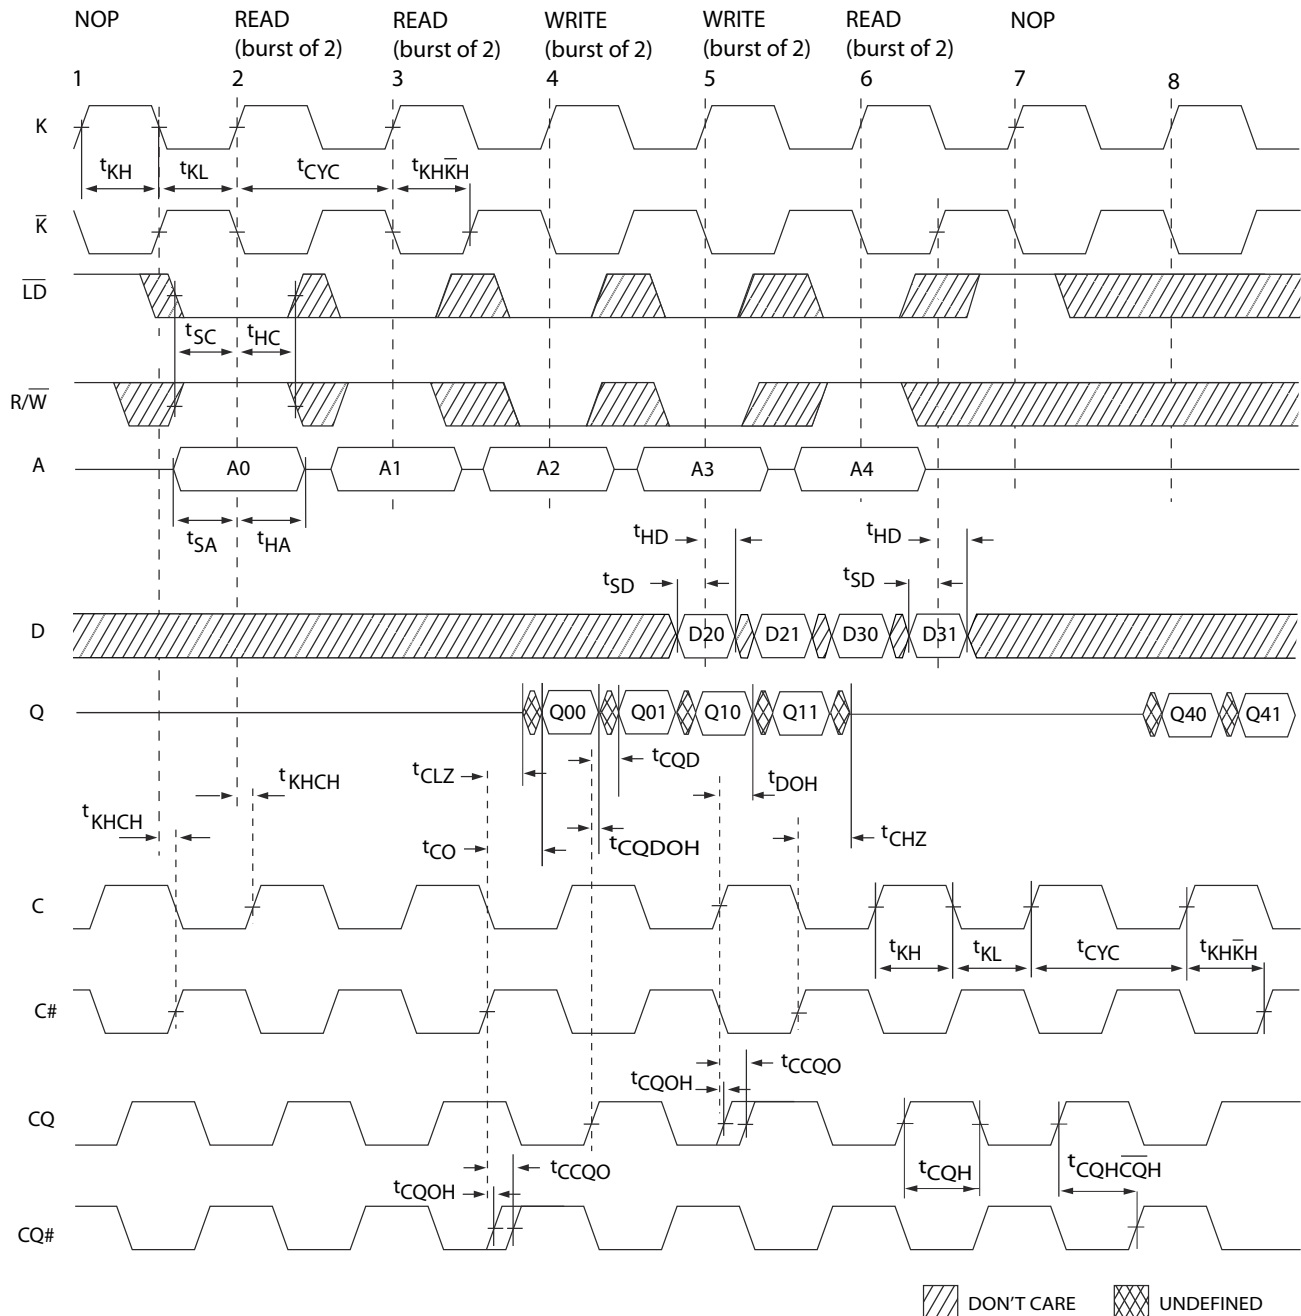 NOP READ READ WRITE WRITE READ NOP
(burst of 2) (burst of 2) (burst of 2) (burst of 2) (burst of 2)
1 2 3 4 5 6 7 8
K
tKH tKL tCYC tKHK̅H
K̅
L̅D̅
tSC tHC
R/W̅
A A0 A1 A2 A3 A4
tSA tHA tHD tHD
tSD tSD
D D20 D21 D30 D31
Q Q00 Q01 Q10 Q11 Q40 Q41
tCLZ tCQD
tKHCH tDOH
tKHCH
tCO tCQDOH tCHZ
C
tKH tKL tCYC tKHK̅H
C#
tCCQO
tCQOH
CQ
tCCQO tCQH tCQHC̅Q̅H
tCQOH
CQ#
DON'T CARE UNDEFINED